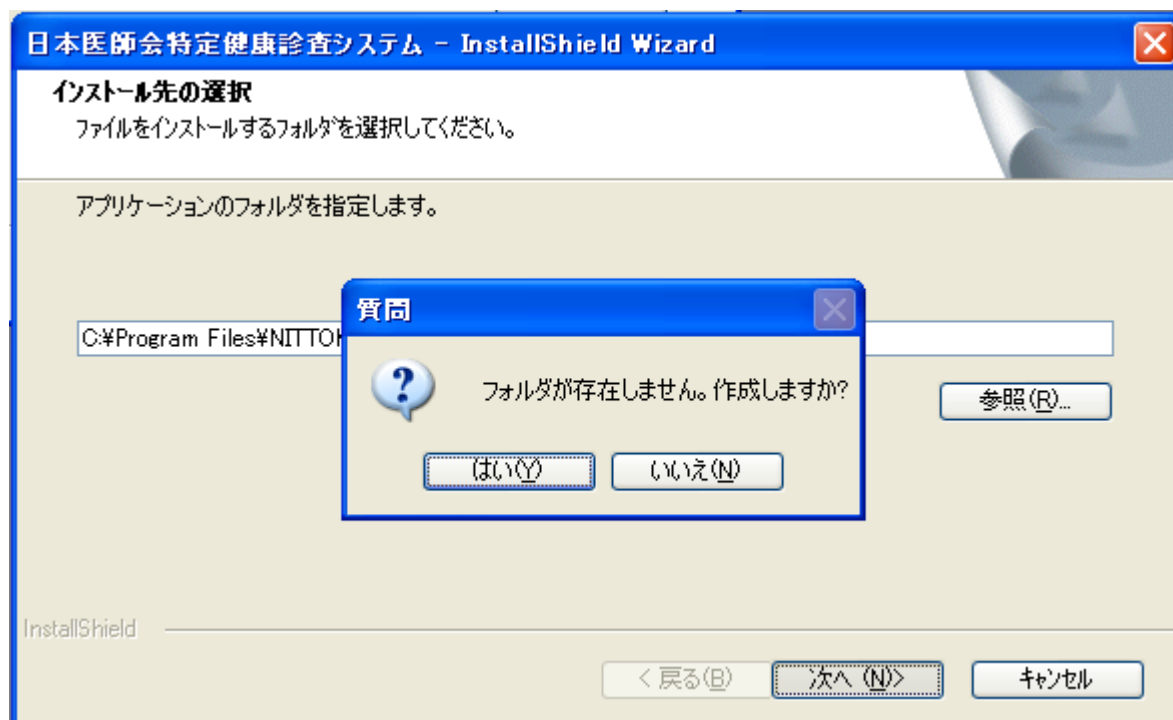 日本医師会特定健康診査システム - InstallShield Wizard
インストール先の選択
ファイルをインストールするフォルダを選択してください。
アプリケーションのフォルダを指定します。
質問
C:¥Program Files¥NITTOK
フォルダが存在しません。作成しますか?
参照(R)...
はい(Y)
いいえ(N)
InstallShield
< 戻る(B)
次へ (N)>
キャンセル